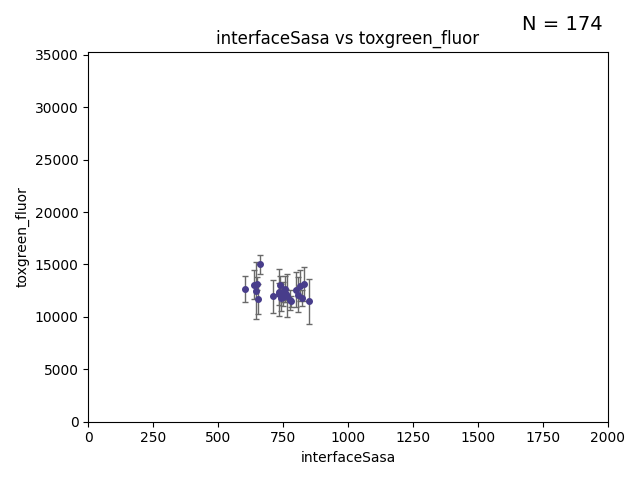 N = 174
interfaceSasa vs toxgreen_fluor
35000
30000
25000
20000
15000
10000
5000
0
toxgreen_fluor
0 250 500 750 1000 1250 1500 1750 2000
interfaceSasa